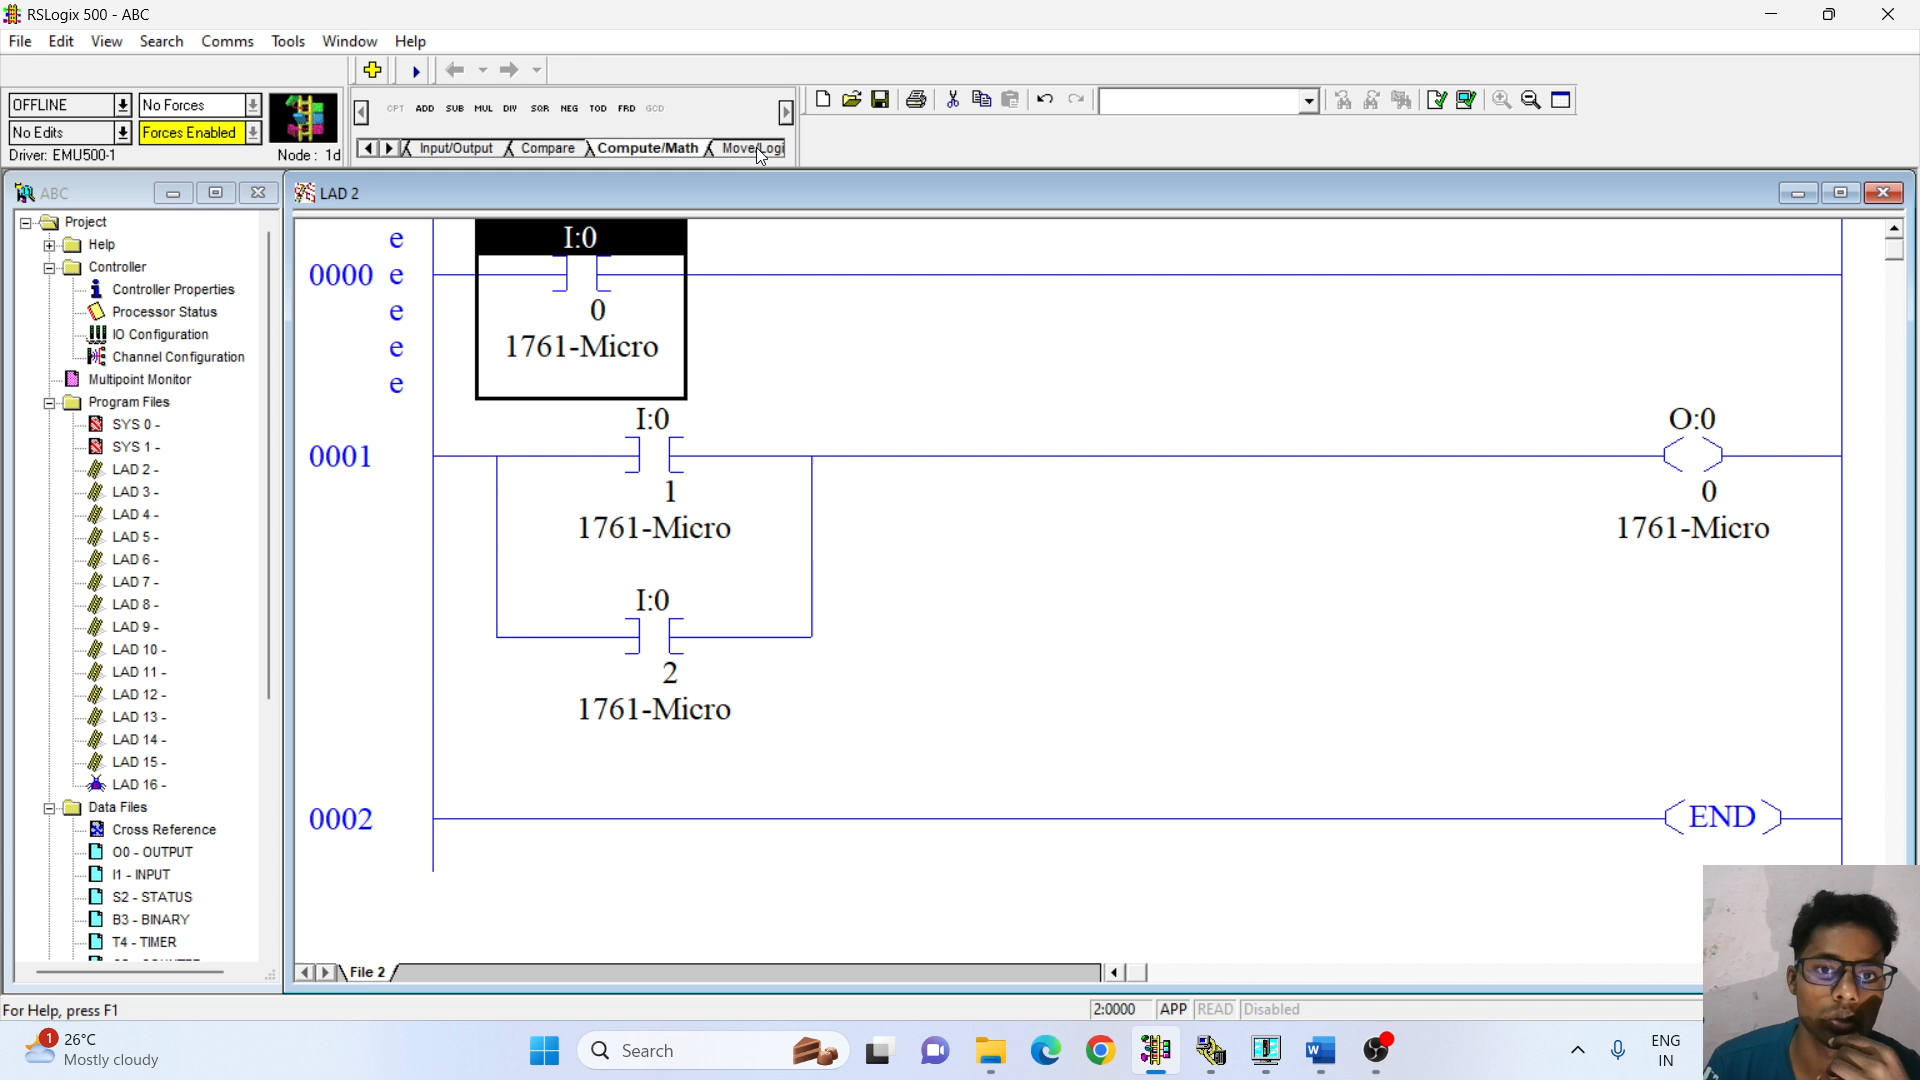 RSLogix 500 - ABC
File Edit View Search Comms Tools Window Help
OFFLINE No Forces
No Edits Forces Enabled
Driver: EMU500-1 Node: 1d
CPT ADD SUB MUL DIV SQR NEG TOD FRD GCD
Input/Output Compare Compute/Math Move/Logi
ABC
Project
Help
Controller
Controller Properties
Processor Status
IO Configuration
Channel Configuration
Multipoint Monitor
Program Files
SYS 0 -
SYS 1 -
LAD 2 -
LAD 3 -
LAD 4 -
LAD 5 -
LAD 6 -
LAD 7 -
LAD 8 -
LAD 9 -
LAD 10 -
LAD 11 -
LAD 12 -
LAD 13 -
LAD 14 -
LAD 15 -
LAD 16 -
Data Files
Cross Reference
O0 - OUTPUT
I1 - INPUT
S2 - STATUS
B3 - BINARY
T4 - TIMER
LAD 2
e I:0
0000 e
e 0
e 1761-Micro
e
I:0 O:0
0001
1 0
1761-Micro 1761-Micro
I:0
2
1761-Micro
0002 END
File 2
For Help, press F1 2:0000 APP READ Disabled
1 26°C
Mostly cloudy
Search
ENG
IN